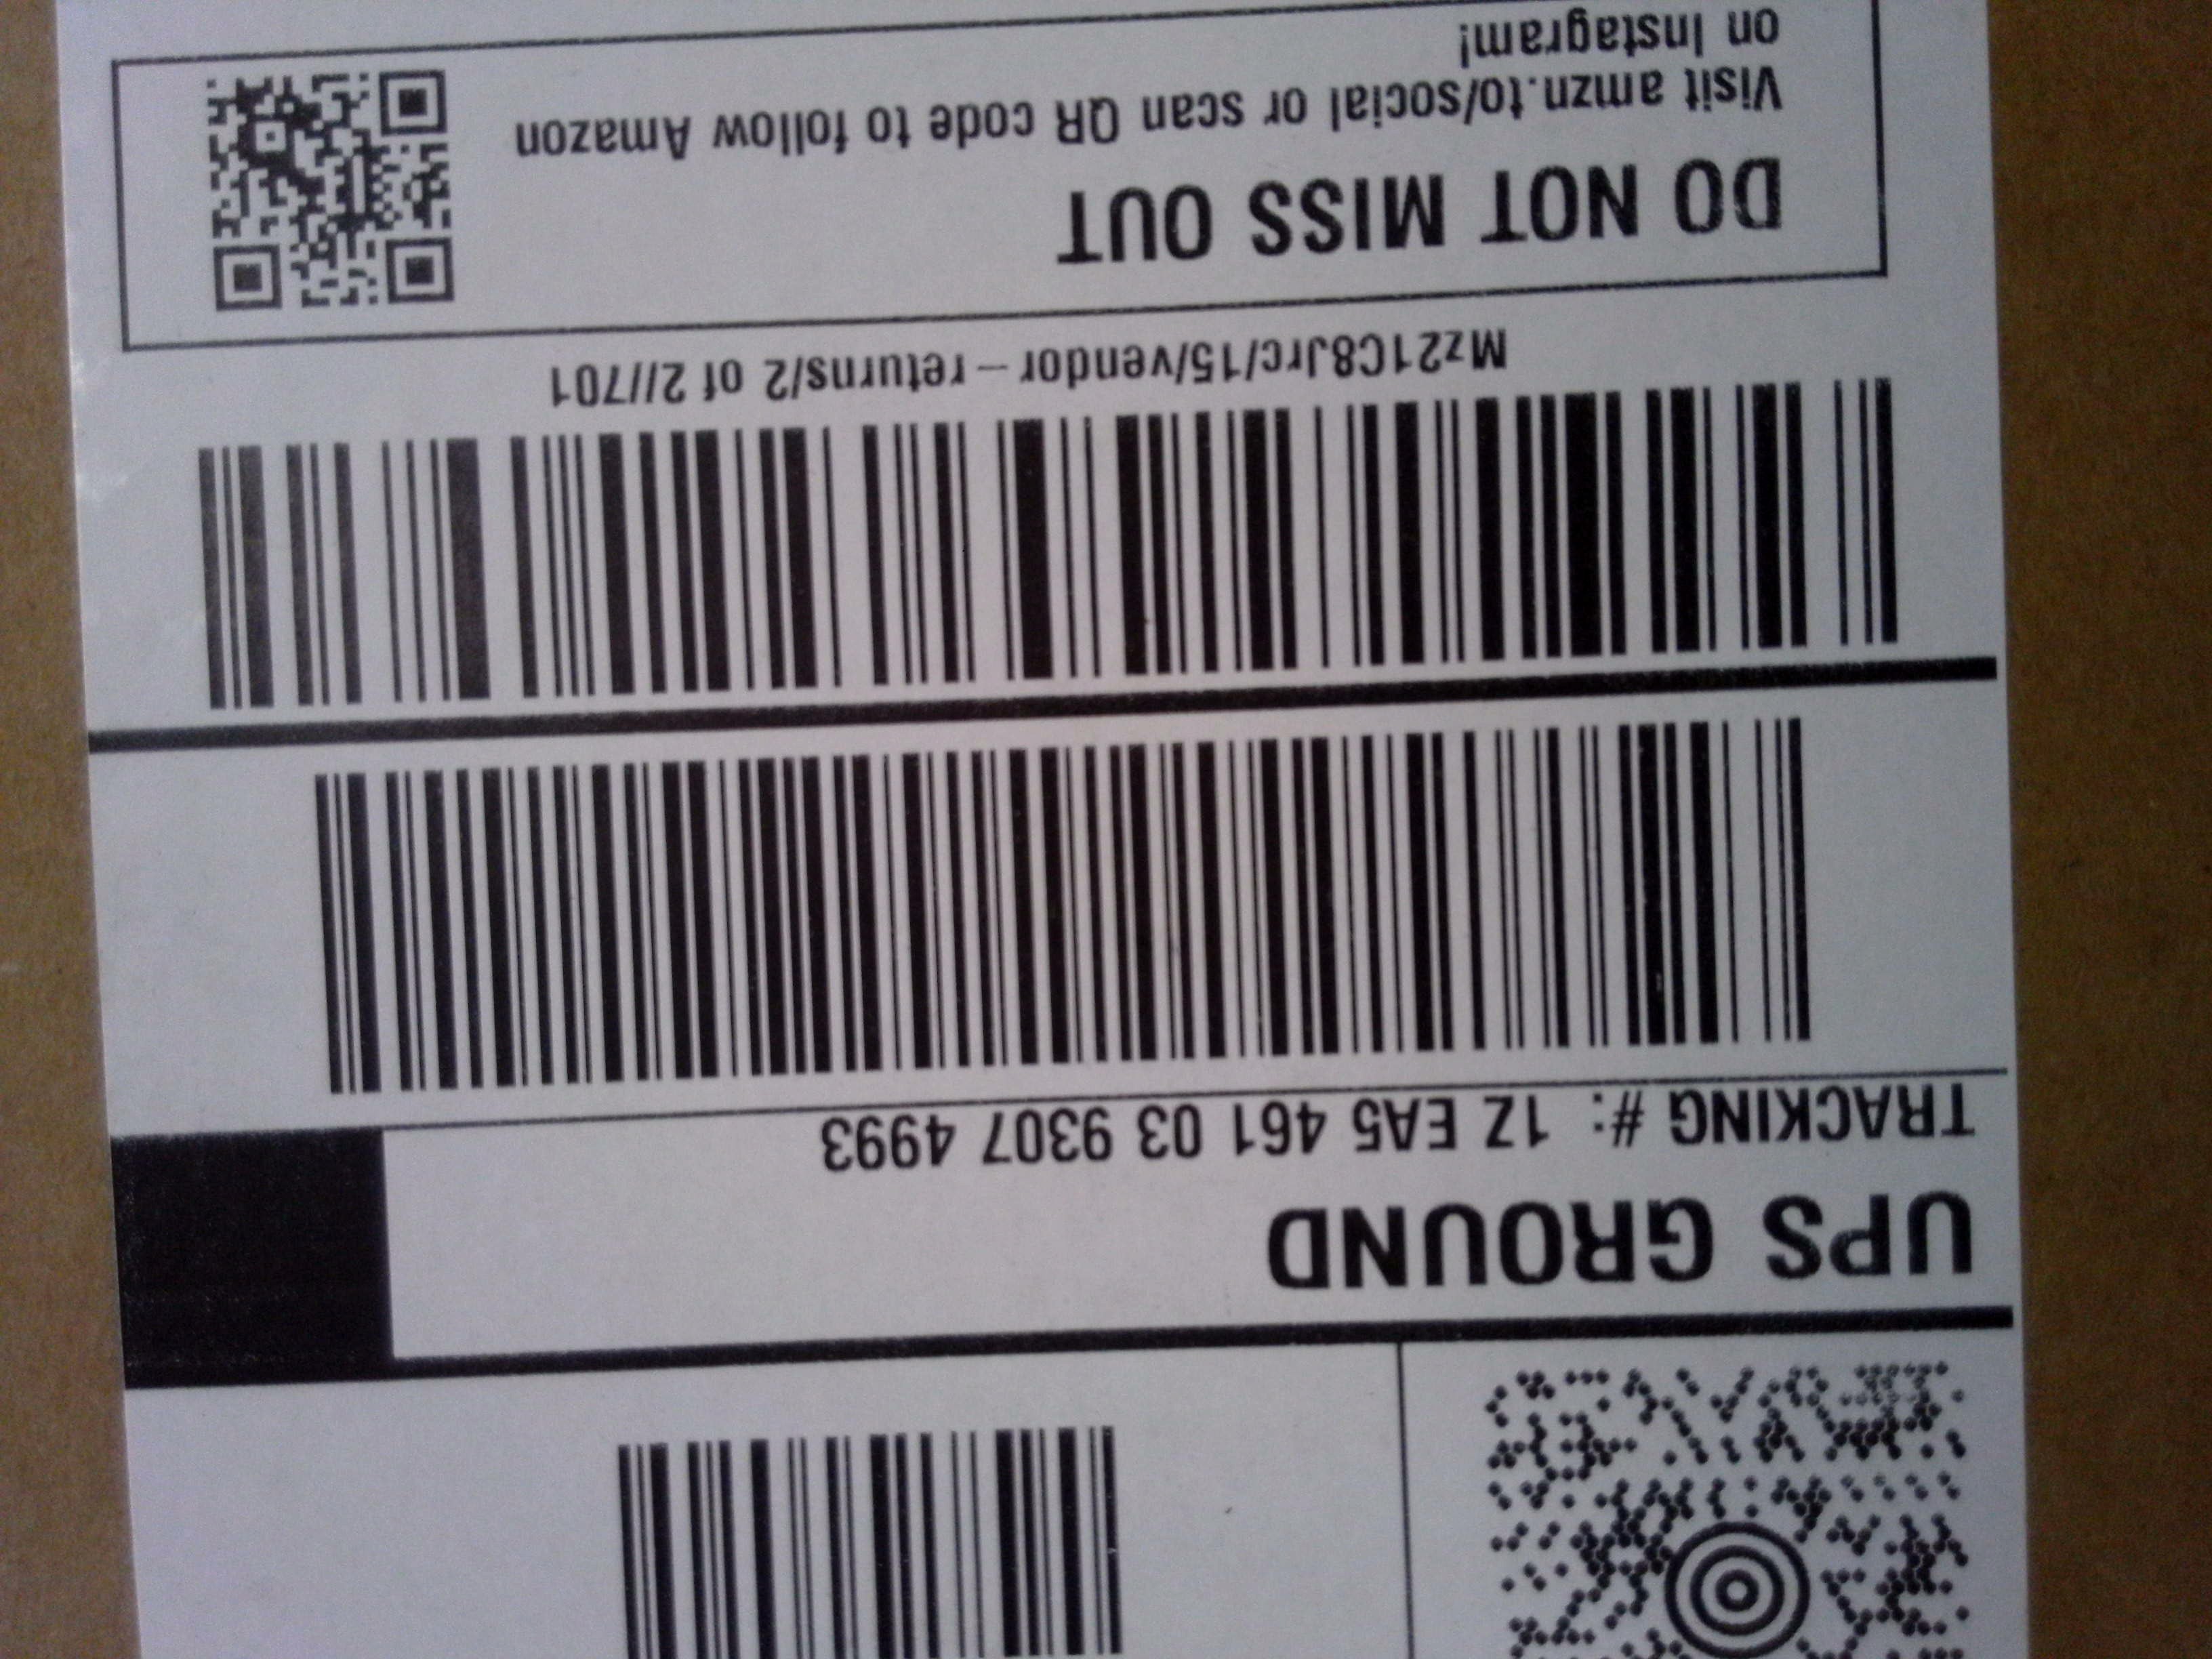 UPS GROUND
TRACKING #: 1Z EA5 461 03 9307 4993
Mz21C8Jrc/15/vendor-returns/2 of 2//701
DO NOT MISS OUT
Visit amzn.to/social or scan QR code to follow Amazon
on Instagram!